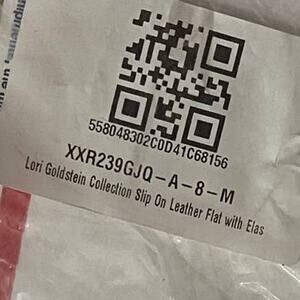 558048302C0D41C68156
XXR239GJQ-A-8-M
Lori Goldstein Collection Slip On Leather Flat with Elas